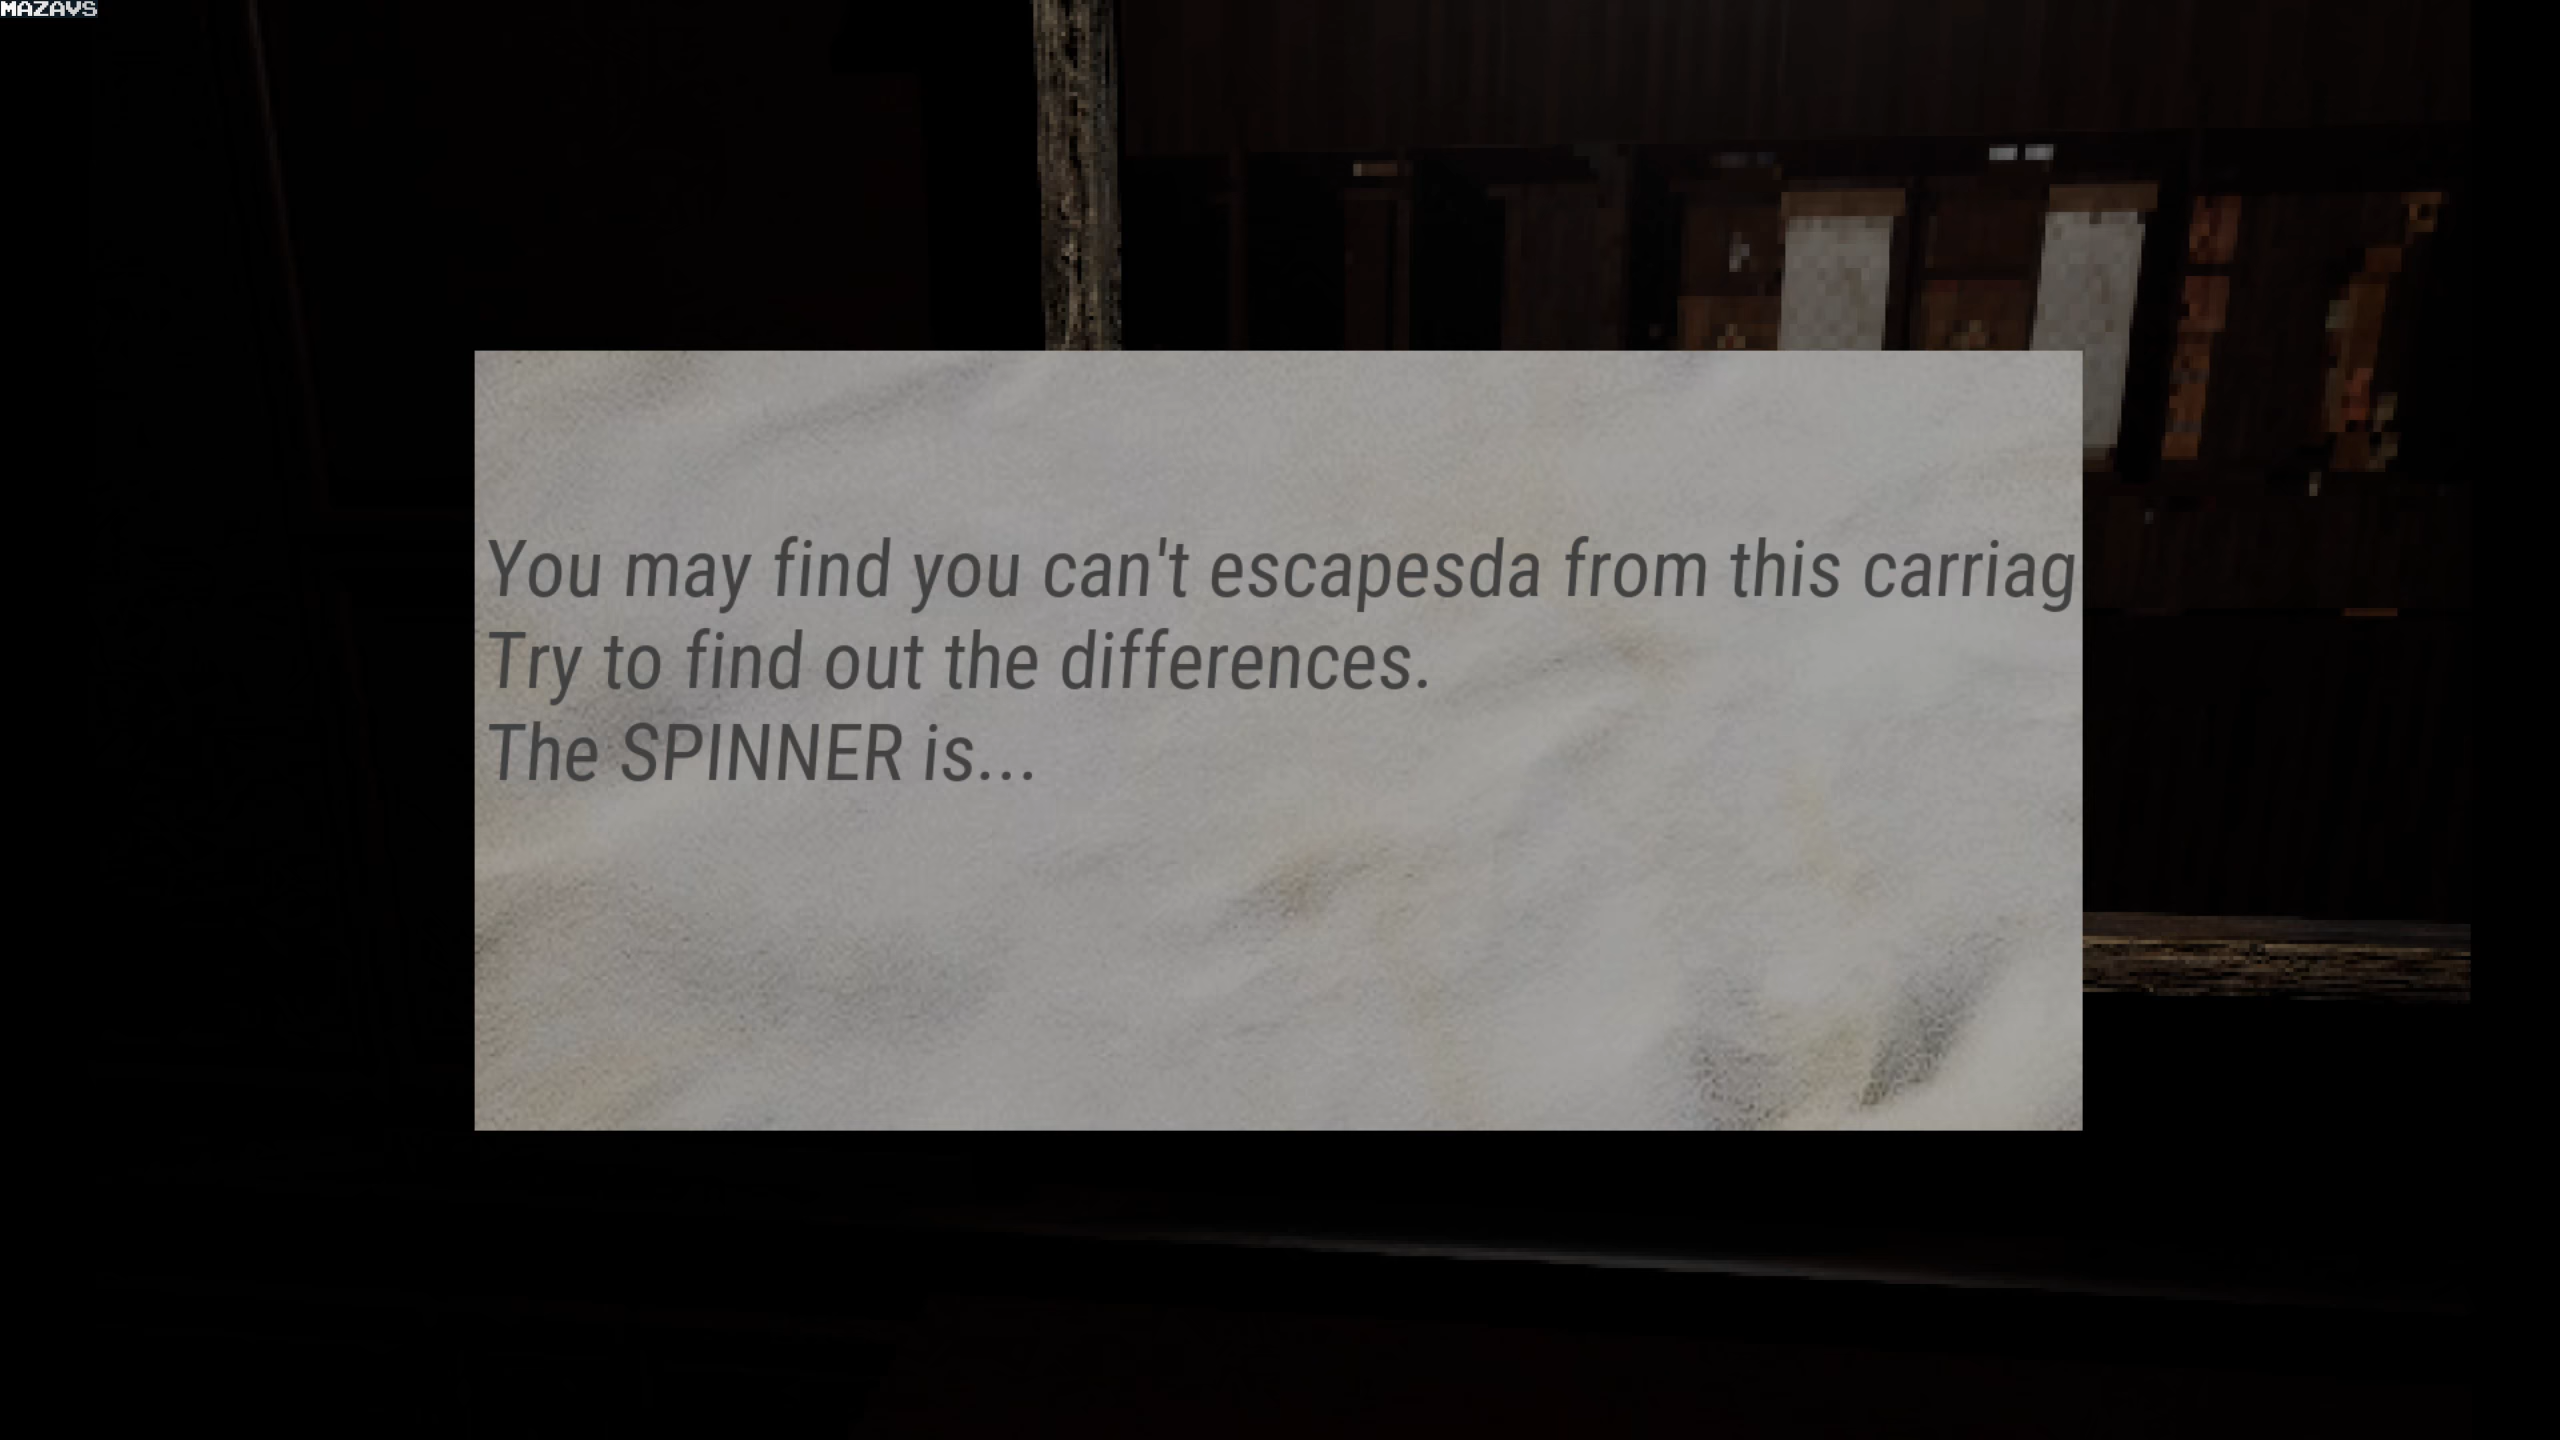 MAZAVS
You may find you can't escapesda from this carriag
Try to find out the differences.
The SPINNER is...